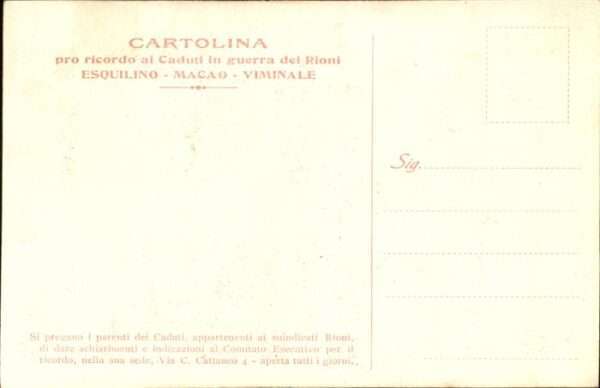 CARTOLINA
pro ricordo ai Caduti in guerra dei Rioni
ESQUILINO - MACAO - VIMINALE
Sig.
Si pregano i parenti dei Caduti, appartenenti ai suindicati Rioni,
di dare schiarimenti e indicazioni al Comitato Esecutivo per il
ricordo, nella sua sede, Via C. Cattaneo 4 - aperta tutti i giorni.